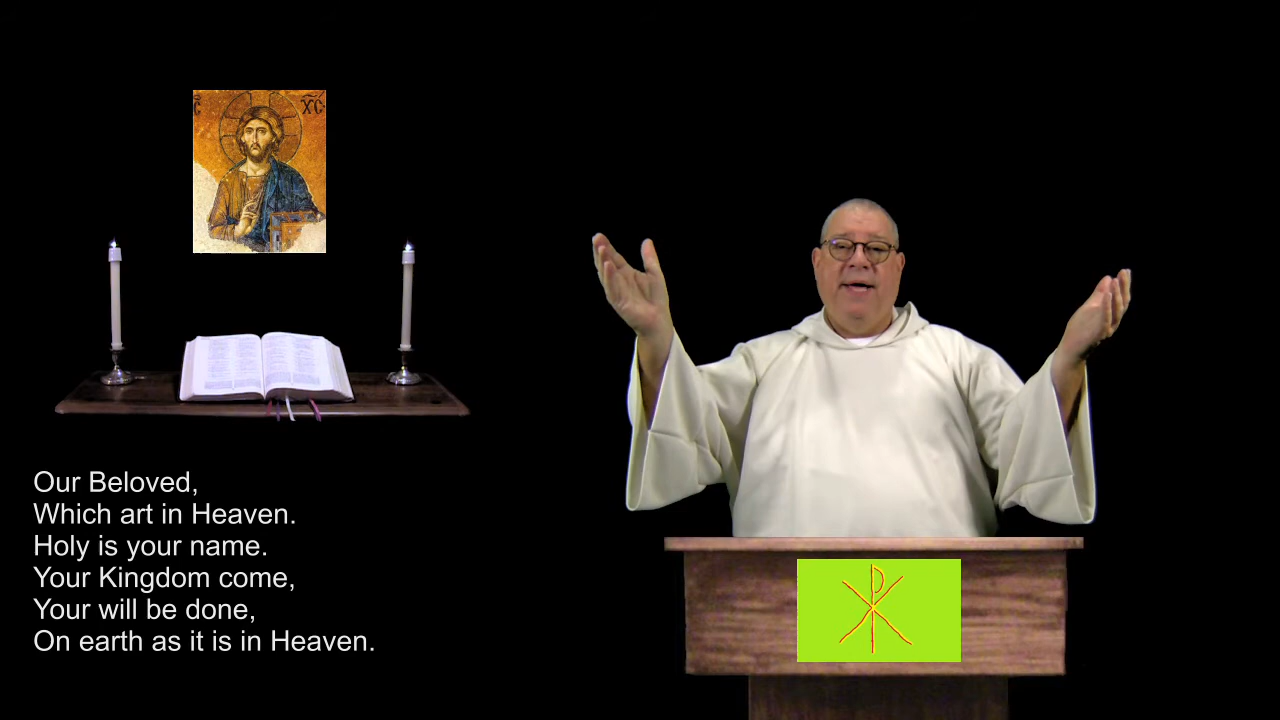 C
XC
Our Beloved,
Which art in Heaven.
Holy is your name.
Your Kingdom come,
Your will be done,
On earth as it is in Heaven.